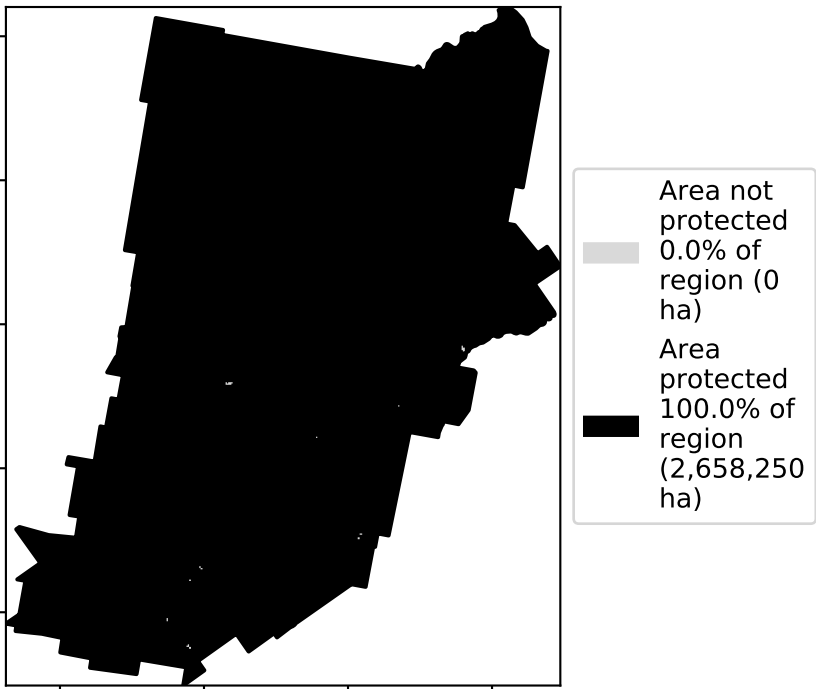 Area not
protected
0.0% of
region (0
ha)
Area
protected
100.0% of
region
(2,658,250
ha)